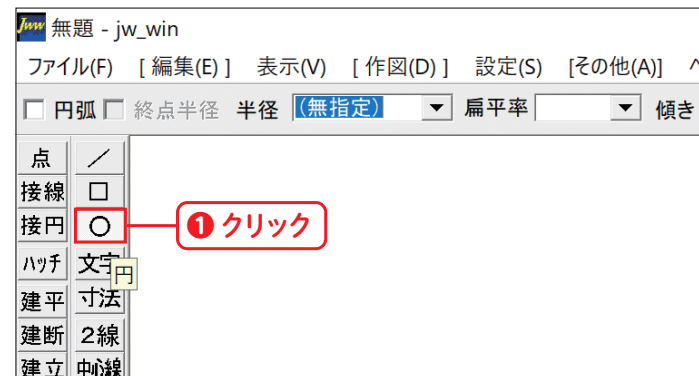 Jww 無題 - jw_win
ファイル(F) [ 編集(E) ] 表示(V) [ 作図(D) ] 設定(S) [その他(A)]
円弧 終点半径 半径 (無指定) 扁平率 傾き
点
接線
接円 ❶ クリック
ハッチ 文字
円
建平 寸法
建断 2線
建立 中心線